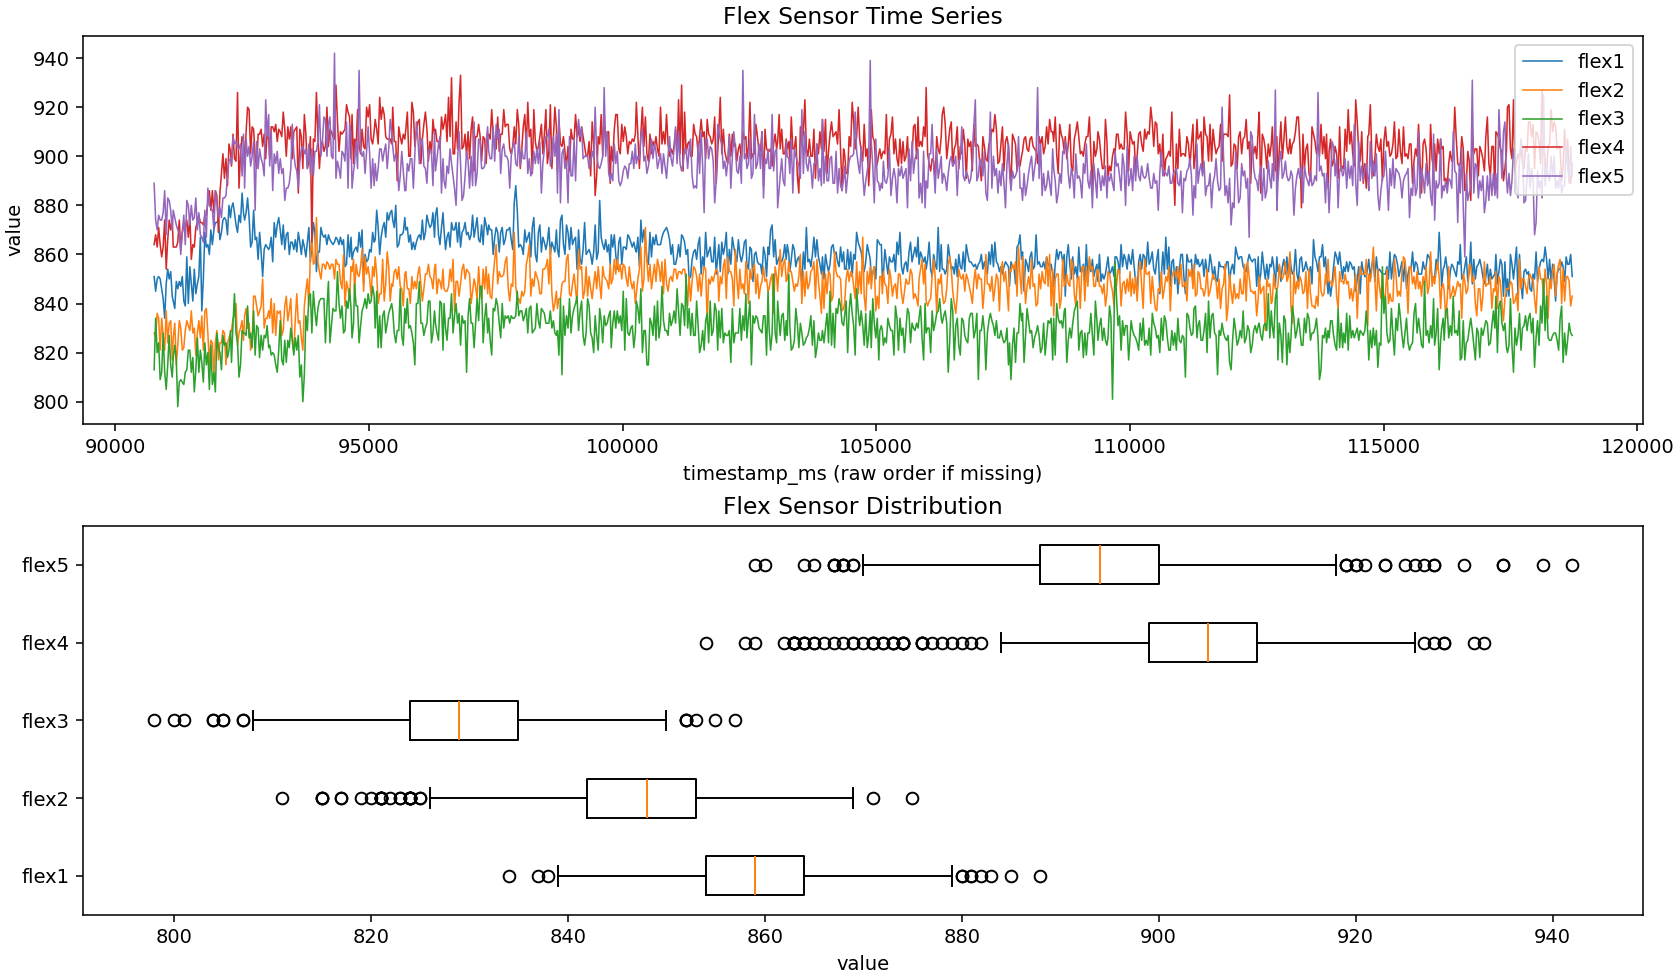 Flex Sensor Time Series
value
940
920
900
880
860
840
820
800
flex1
flex2
flex3
flex4
flex5
90000 95000 100000 105000 110000 115000 120000
timestamp_ms (raw order if missing)
Flex Sensor Distribution
flex5
flex4
flex3
flex2
flex1
800 820 840 860 880 900 920 940
value